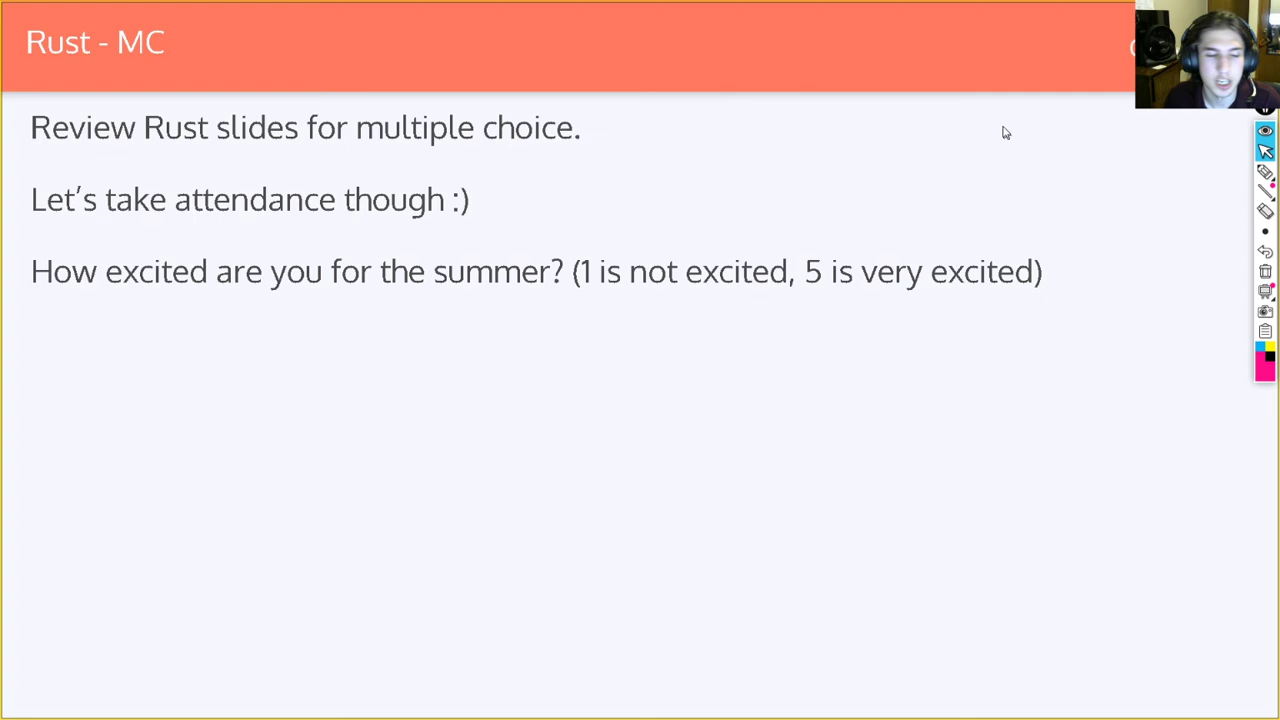 Rust - MC
Review Rust slides for multiple choice.
Let's take attendance though :)
How excited are you for the summer? (1 is not excited, 5 is very excited)